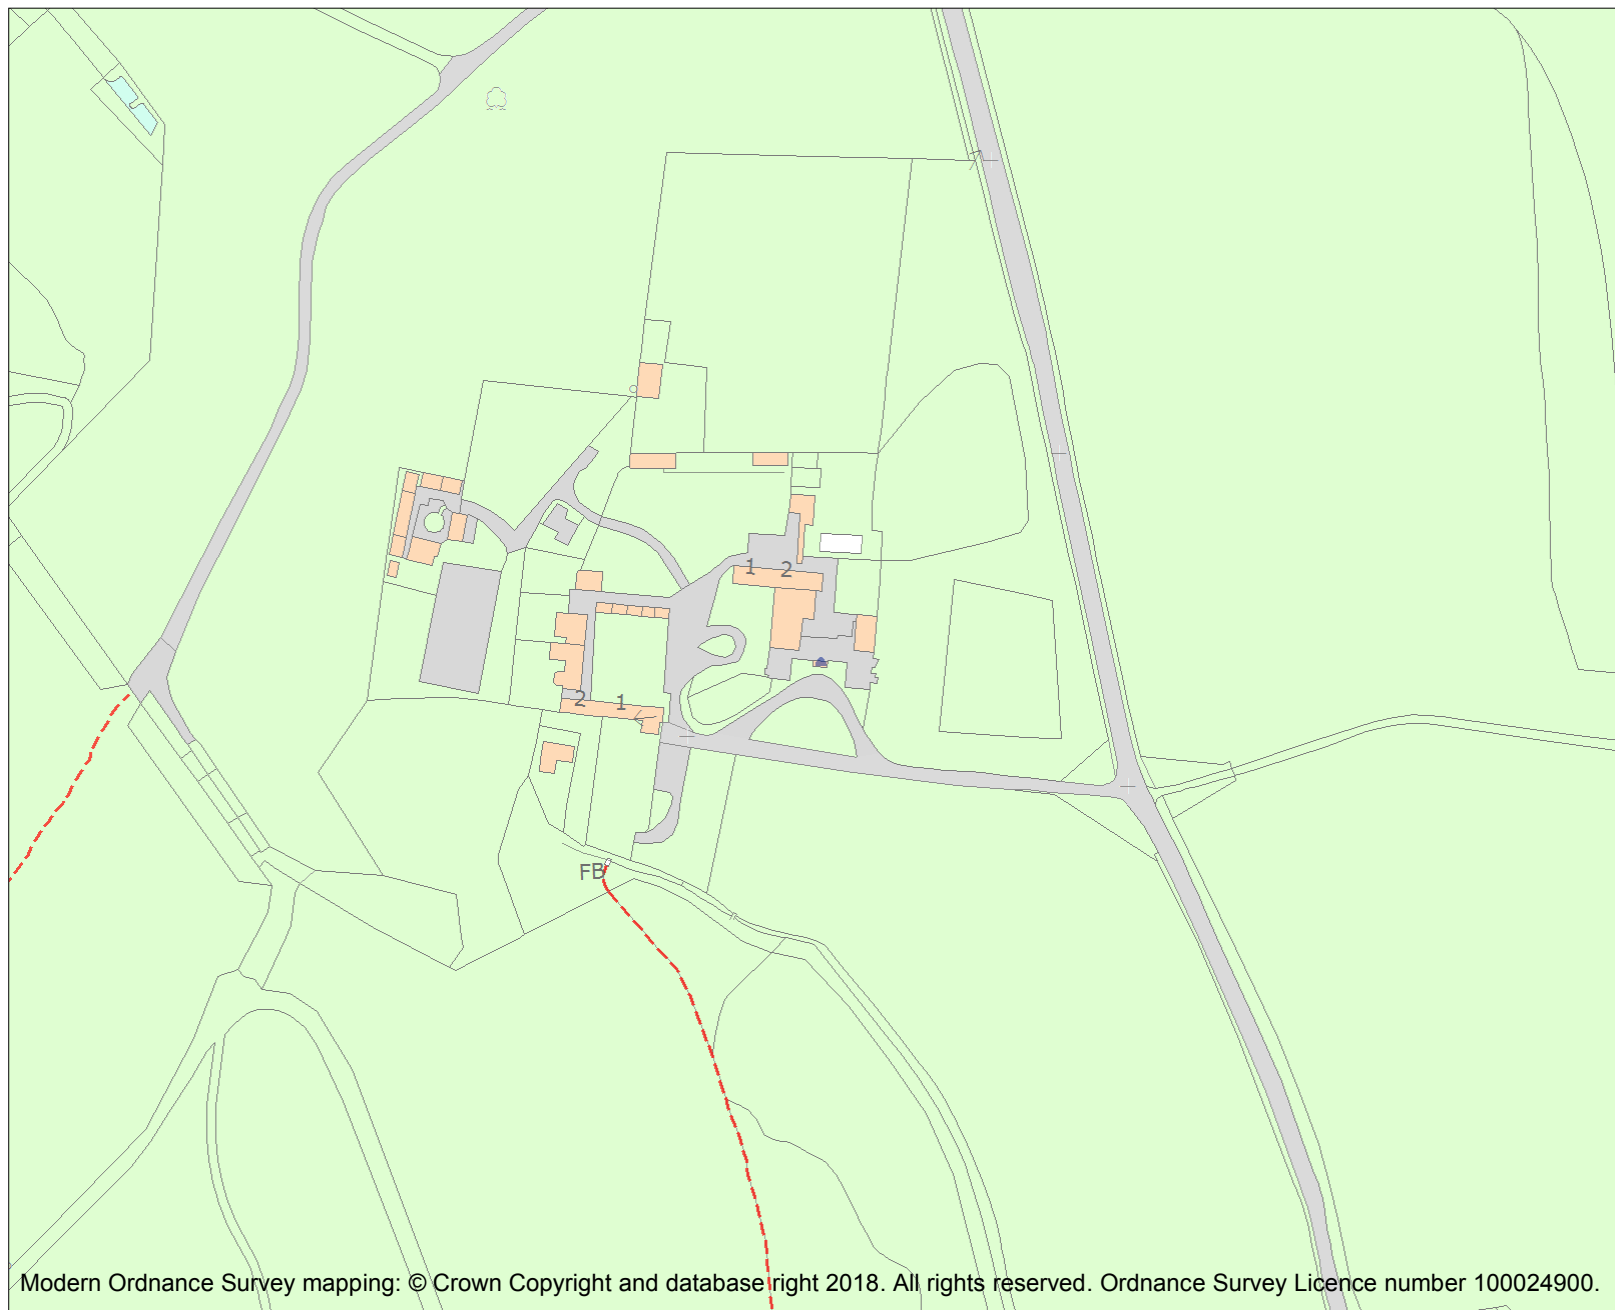 1 2
2 1
FB
Modern Ordnance Survey mapping: © Crown Copyright and database right 2018. All rights reserved. Ordnance Survey Licence number 100024900.